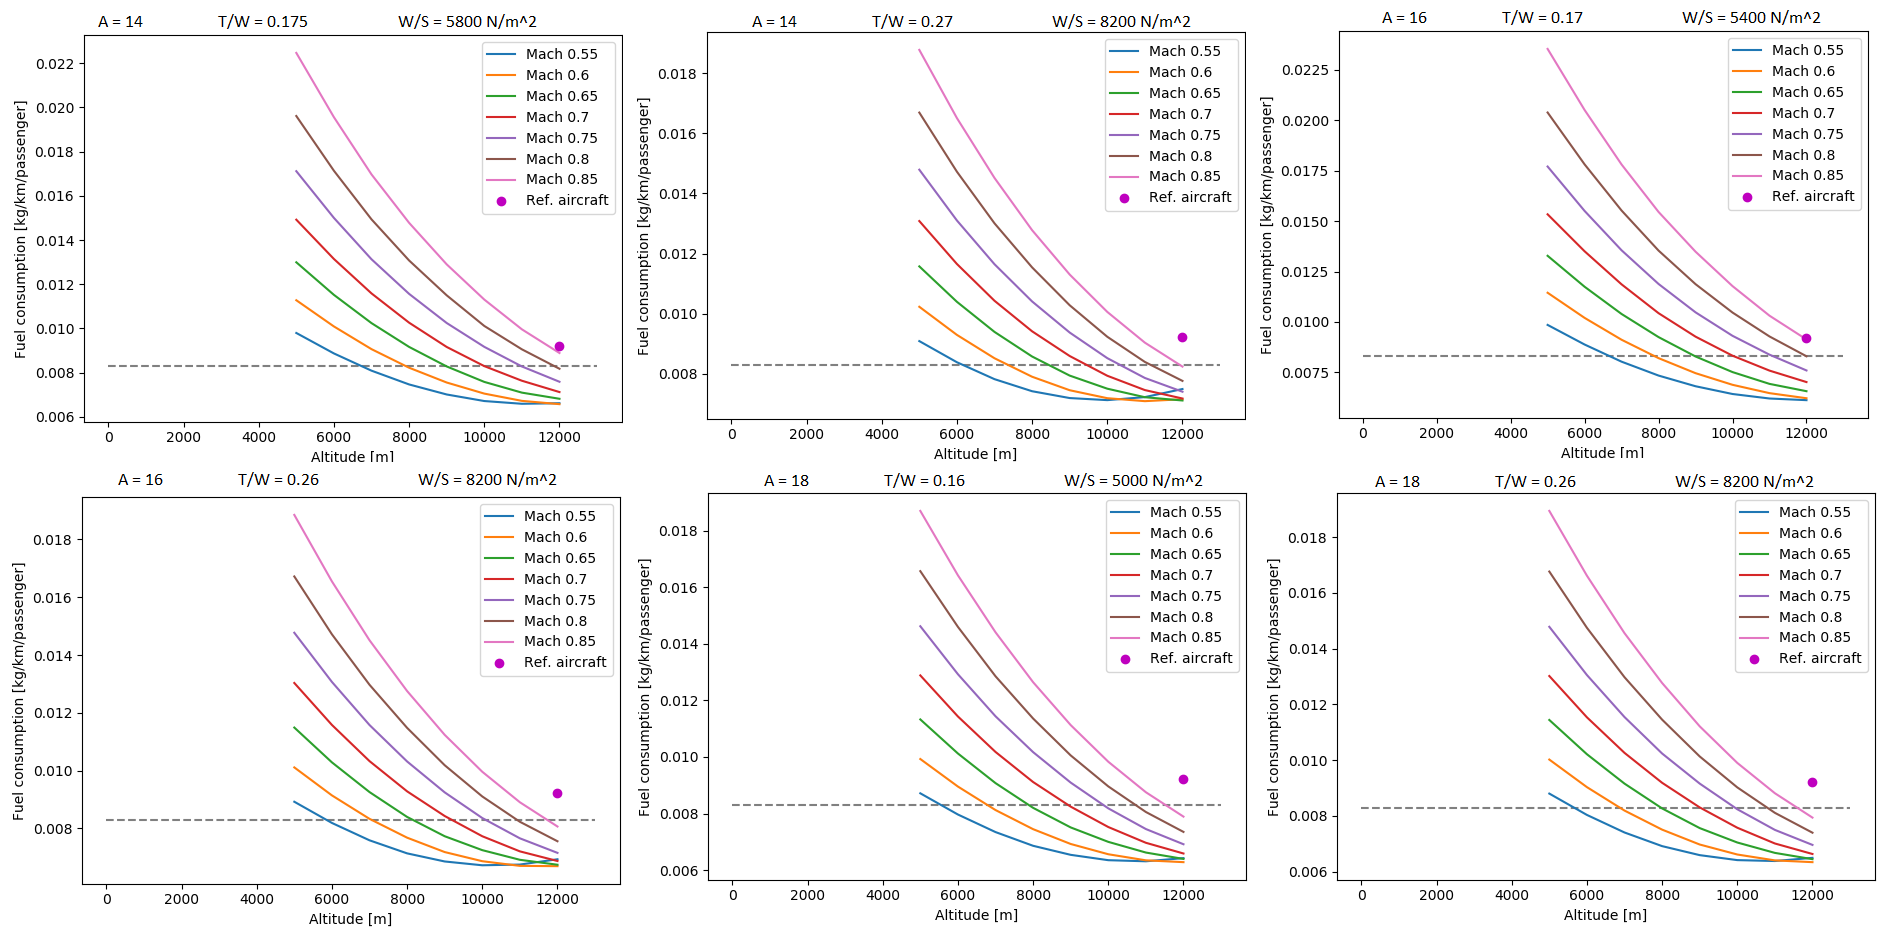 A = 14 T/W = 0.175 W/S = 5800 N/m^2
Fuel consumption [kg/km/passenger]
0.022
0.020
0.018
0.016
0.014
0.012
0.010
0.008
0.006
Mach 0.55
Mach 0.6
Mach 0.65
Mach 0.7
Mach 0.75
Mach 0.8
Mach 0.85
Ref. aircraft
0 2000 4000 6000 8000 10000 12000
Altitude [m]
A = 14 T/W = 0.27 W/S = 8200 N/m^2
Fuel consumption [kg/km/passenger]
0.018
0.016
0.014
0.012
0.010
0.008
Mach 0.55
Mach 0.6
Mach 0.65
Mach 0.7
Mach 0.75
Mach 0.8
Mach 0.85
Ref. aircraft
0 2000 4000 6000 8000 10000 12000
Altitude [m]
A = 16 T/W = 0.17 W/S = 5400 N/m^2
Fuel consumption [kg/km/passenger]
0.0225
0.0200
0.0175
0.0150
0.0125
0.0100
0.0075
Mach 0.55
Mach 0.6
Mach 0.65
Mach 0.7
Mach 0.75
Mach 0.8
Mach 0.85
Ref. aircraft
0 2000 4000 6000 8000 10000 12000
Altitude [m]
A = 16 T/W = 0.26 W/S = 8200 N/m^2
Fuel consumption [kg/km/passenger]
0.018
0.016
0.014
0.012
0.010
0.008
Mach 0.55
Mach 0.6
Mach 0.65
Mach 0.7
Mach 0.75
Mach 0.8
Mach 0.85
Ref. aircraft
0 2000 4000 6000 8000 10000 12000
Altitude [m]
A = 18 T/W = 0.16 W/S = 5000 N/m^2
Fuel consumption [kg/km/passenger]
0.018
0.016
0.014
0.012
0.010
0.008
0.006
Mach 0.55
Mach 0.6
Mach 0.65
Mach 0.7
Mach 0.75
Mach 0.8
Mach 0.85
Ref. aircraft
0 2000 4000 6000 8000 10000 12000
Altitude [m]
A = 18 T/W = 0.26 W/S = 8200 N/m^2
Fuel consumption [kg/km/passenger]
0.018
0.016
0.014
0.012
0.010
0.008
0.006
Mach 0.55
Mach 0.6
Mach 0.65
Mach 0.7
Mach 0.75
Mach 0.8
Mach 0.85
Ref. aircraft
0 2000 4000 6000 8000 10000 12000
Altitude [m]